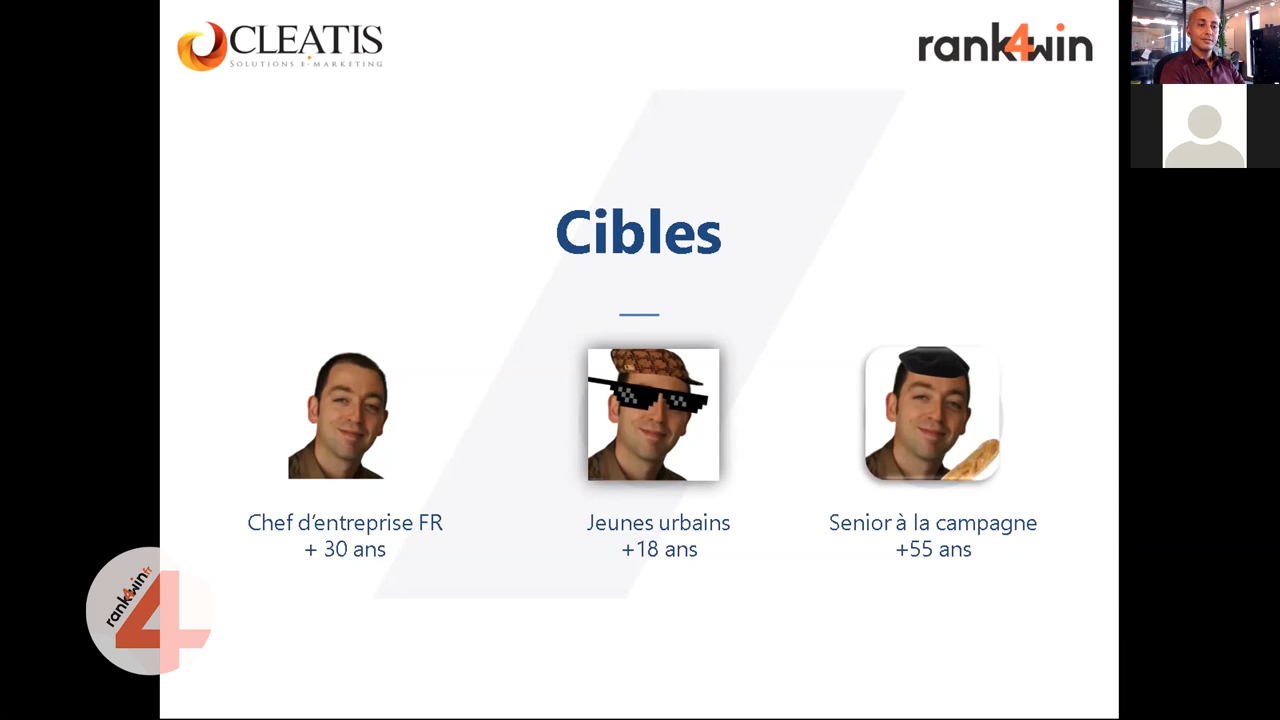 CLEATIS
SOLUTIONS E-MARKETING
rank4win
Cibles
Chef d’entreprise FR
+ 30 ans
Jeunes urbains
+18 ans
Senior à la campagne
+55 ans
rank4win.fr
4